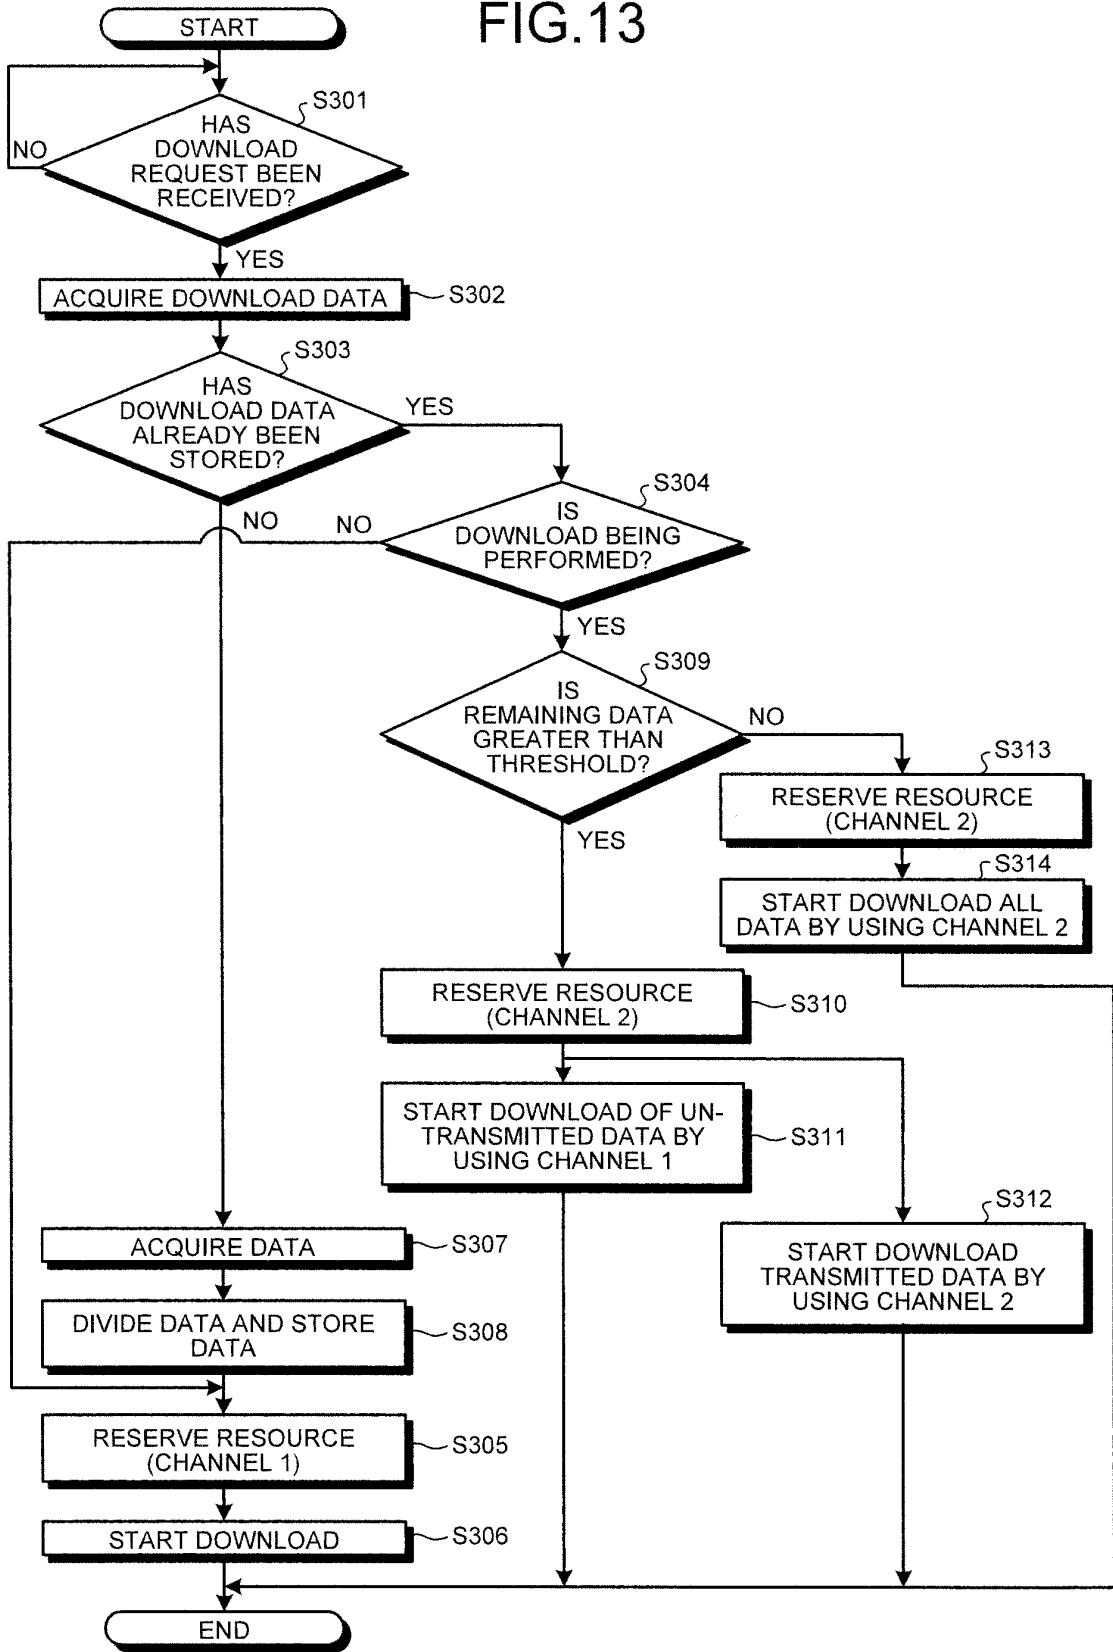 FIG.13
START
S301
HAS
DOWNLOAD
REQUEST BEEN
RECEIVED?
NO
YES
ACQUIRE DOWNLOAD DATA
S302
S303
HAS
DOWNLOAD DATA
ALREADY BEEN
STORED?
YES
NO
S304
IS
DOWNLOAD BEING
PERFORMED?
NO
YES
S309
IS
REMAINING DATA
GREATER THAN
THRESHOLD?
NO
YES
S313
RESERVE RESOURCE
(CHANNEL 2)
S314
START DOWNLOAD ALL
DATA BY USING CHANNEL 2
RESERVE RESOURCE
(CHANNEL 2)
S310
START DOWNLOAD OF UN-
TRANSMITTED DATA BY
USING CHANNEL 1
S311
S312
START DOWNLOAD
TRANSMITTED DATA BY
USING CHANNEL 2
ACQUIRE DATA
S307
DIVIDE DATA AND STORE
DATA
S308
RESERVE RESOURCE
(CHANNEL 1)
S305
START DOWNLOAD
S306
END